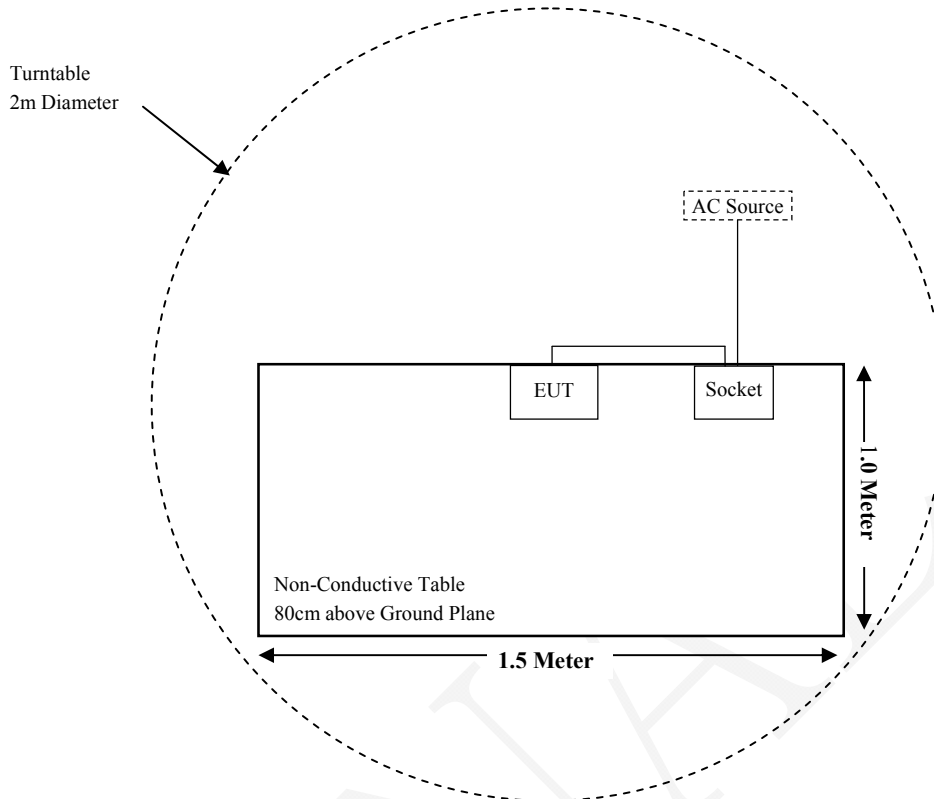 Turntable
2m Diameter
AC Source
EUT
Socket
1.0 Meter
Non-Conductive Table
80cm above Ground Plane
1.5 Meter